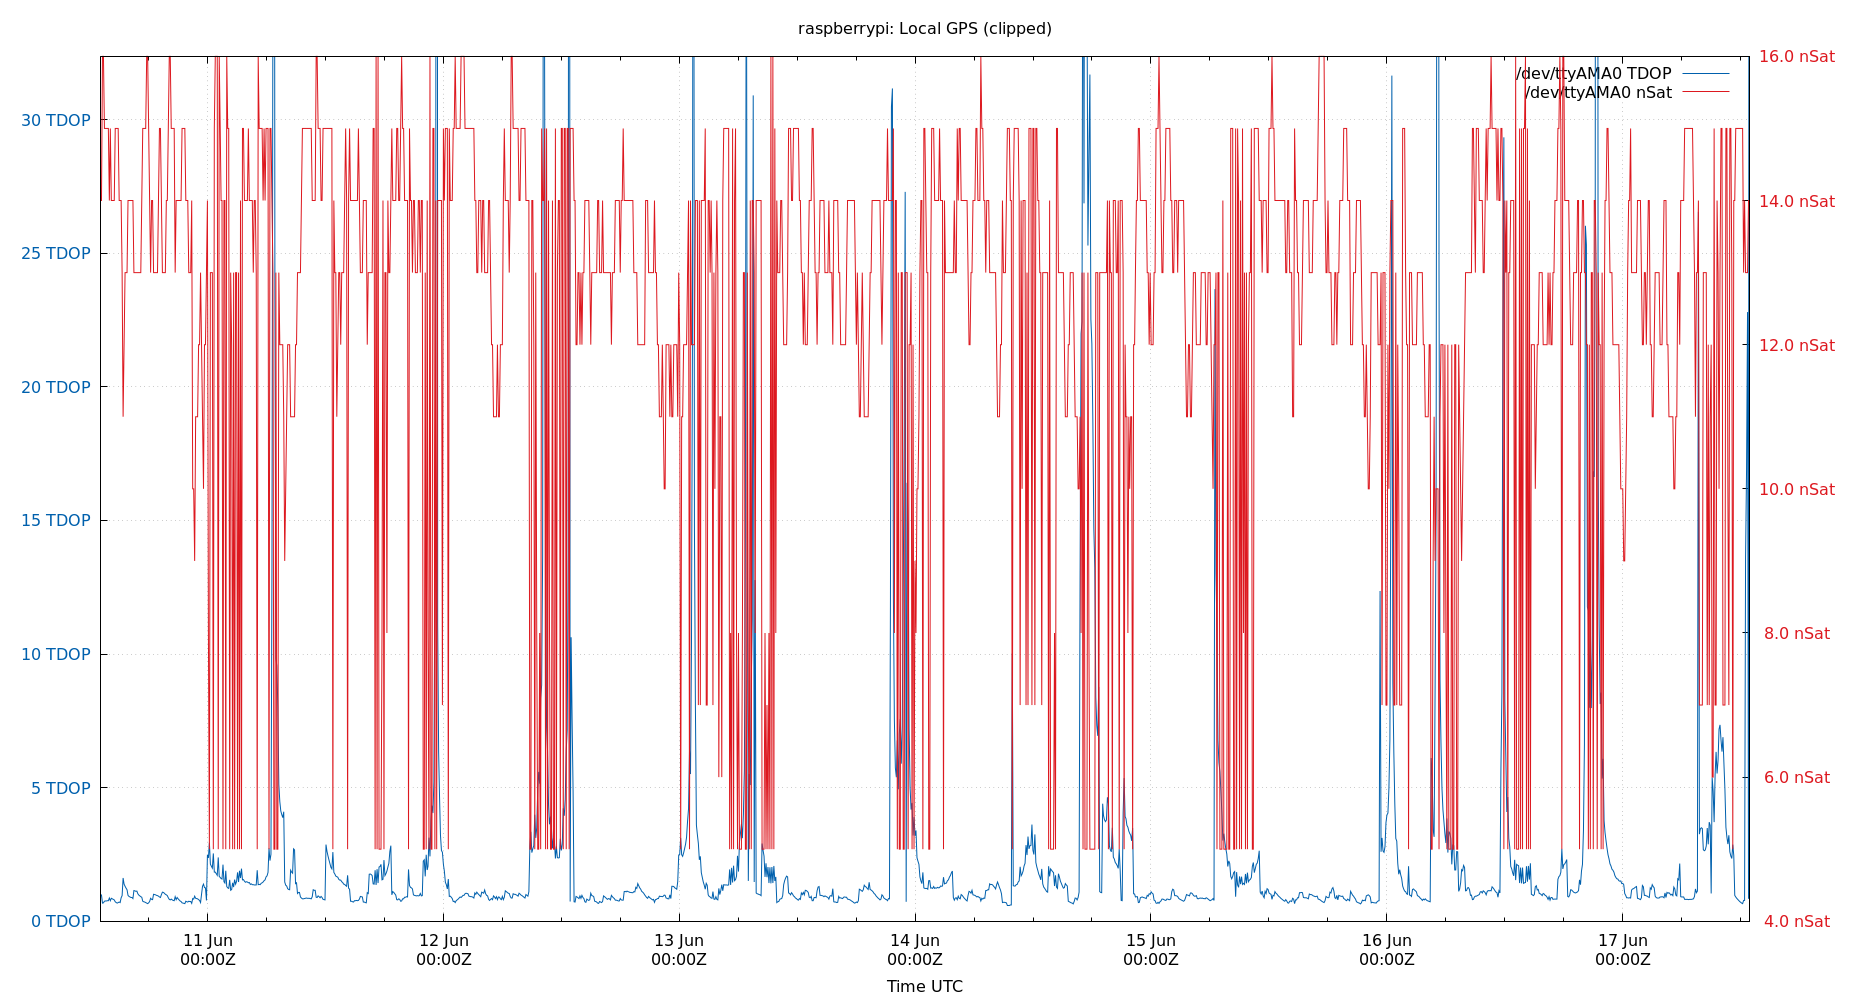 raspberrypi: Local GPS (clipped)
/dev/ttyAMA0 TDOP
/dev/ttyAMA0 nSat
30 TDOP
25 TDOP
20 TDOP
15 TDOP
10 TDOP
5 TDOP
0 TDOP
16.0 nSat
14.0 nSat
12.0 nSat
10.0 nSat
8.0 nSat
6.0 nSat
4.0 nSat
11 Jun
00:00Z
12 Jun
00:00Z
13 Jun
00:00Z
14 Jun
00:00Z
15 Jun
00:00Z
16 Jun
00:00Z
17 Jun
00:00Z
Time UTC